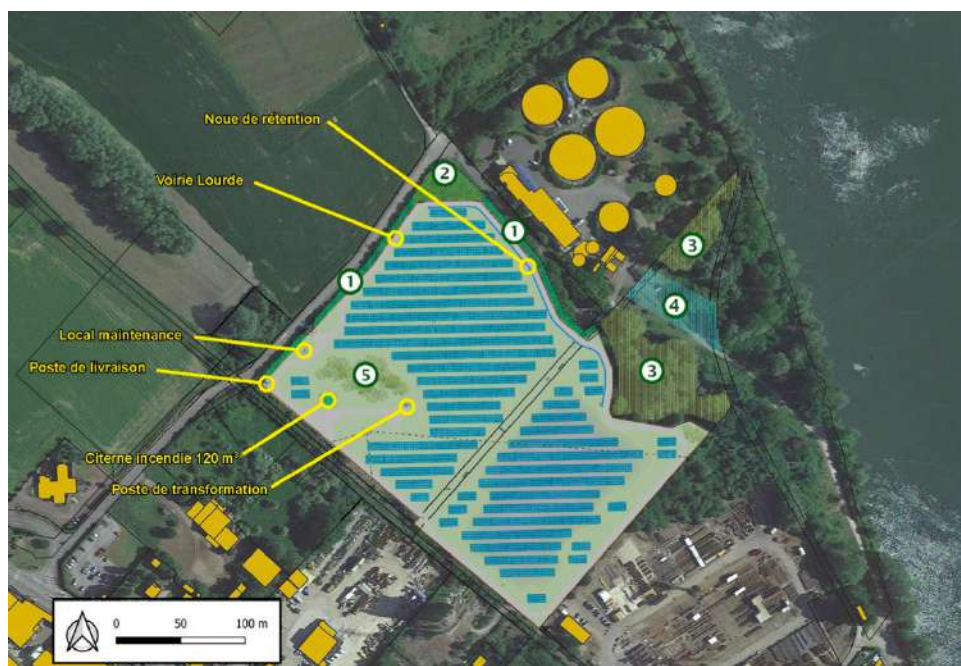 Noue de rétention
2
Voirie Lourde
1
3
1
4
Local maintenance
3
Poste de livraison
5
Citerne incendie 120 m³
Poste de transformation
0 50 100 m